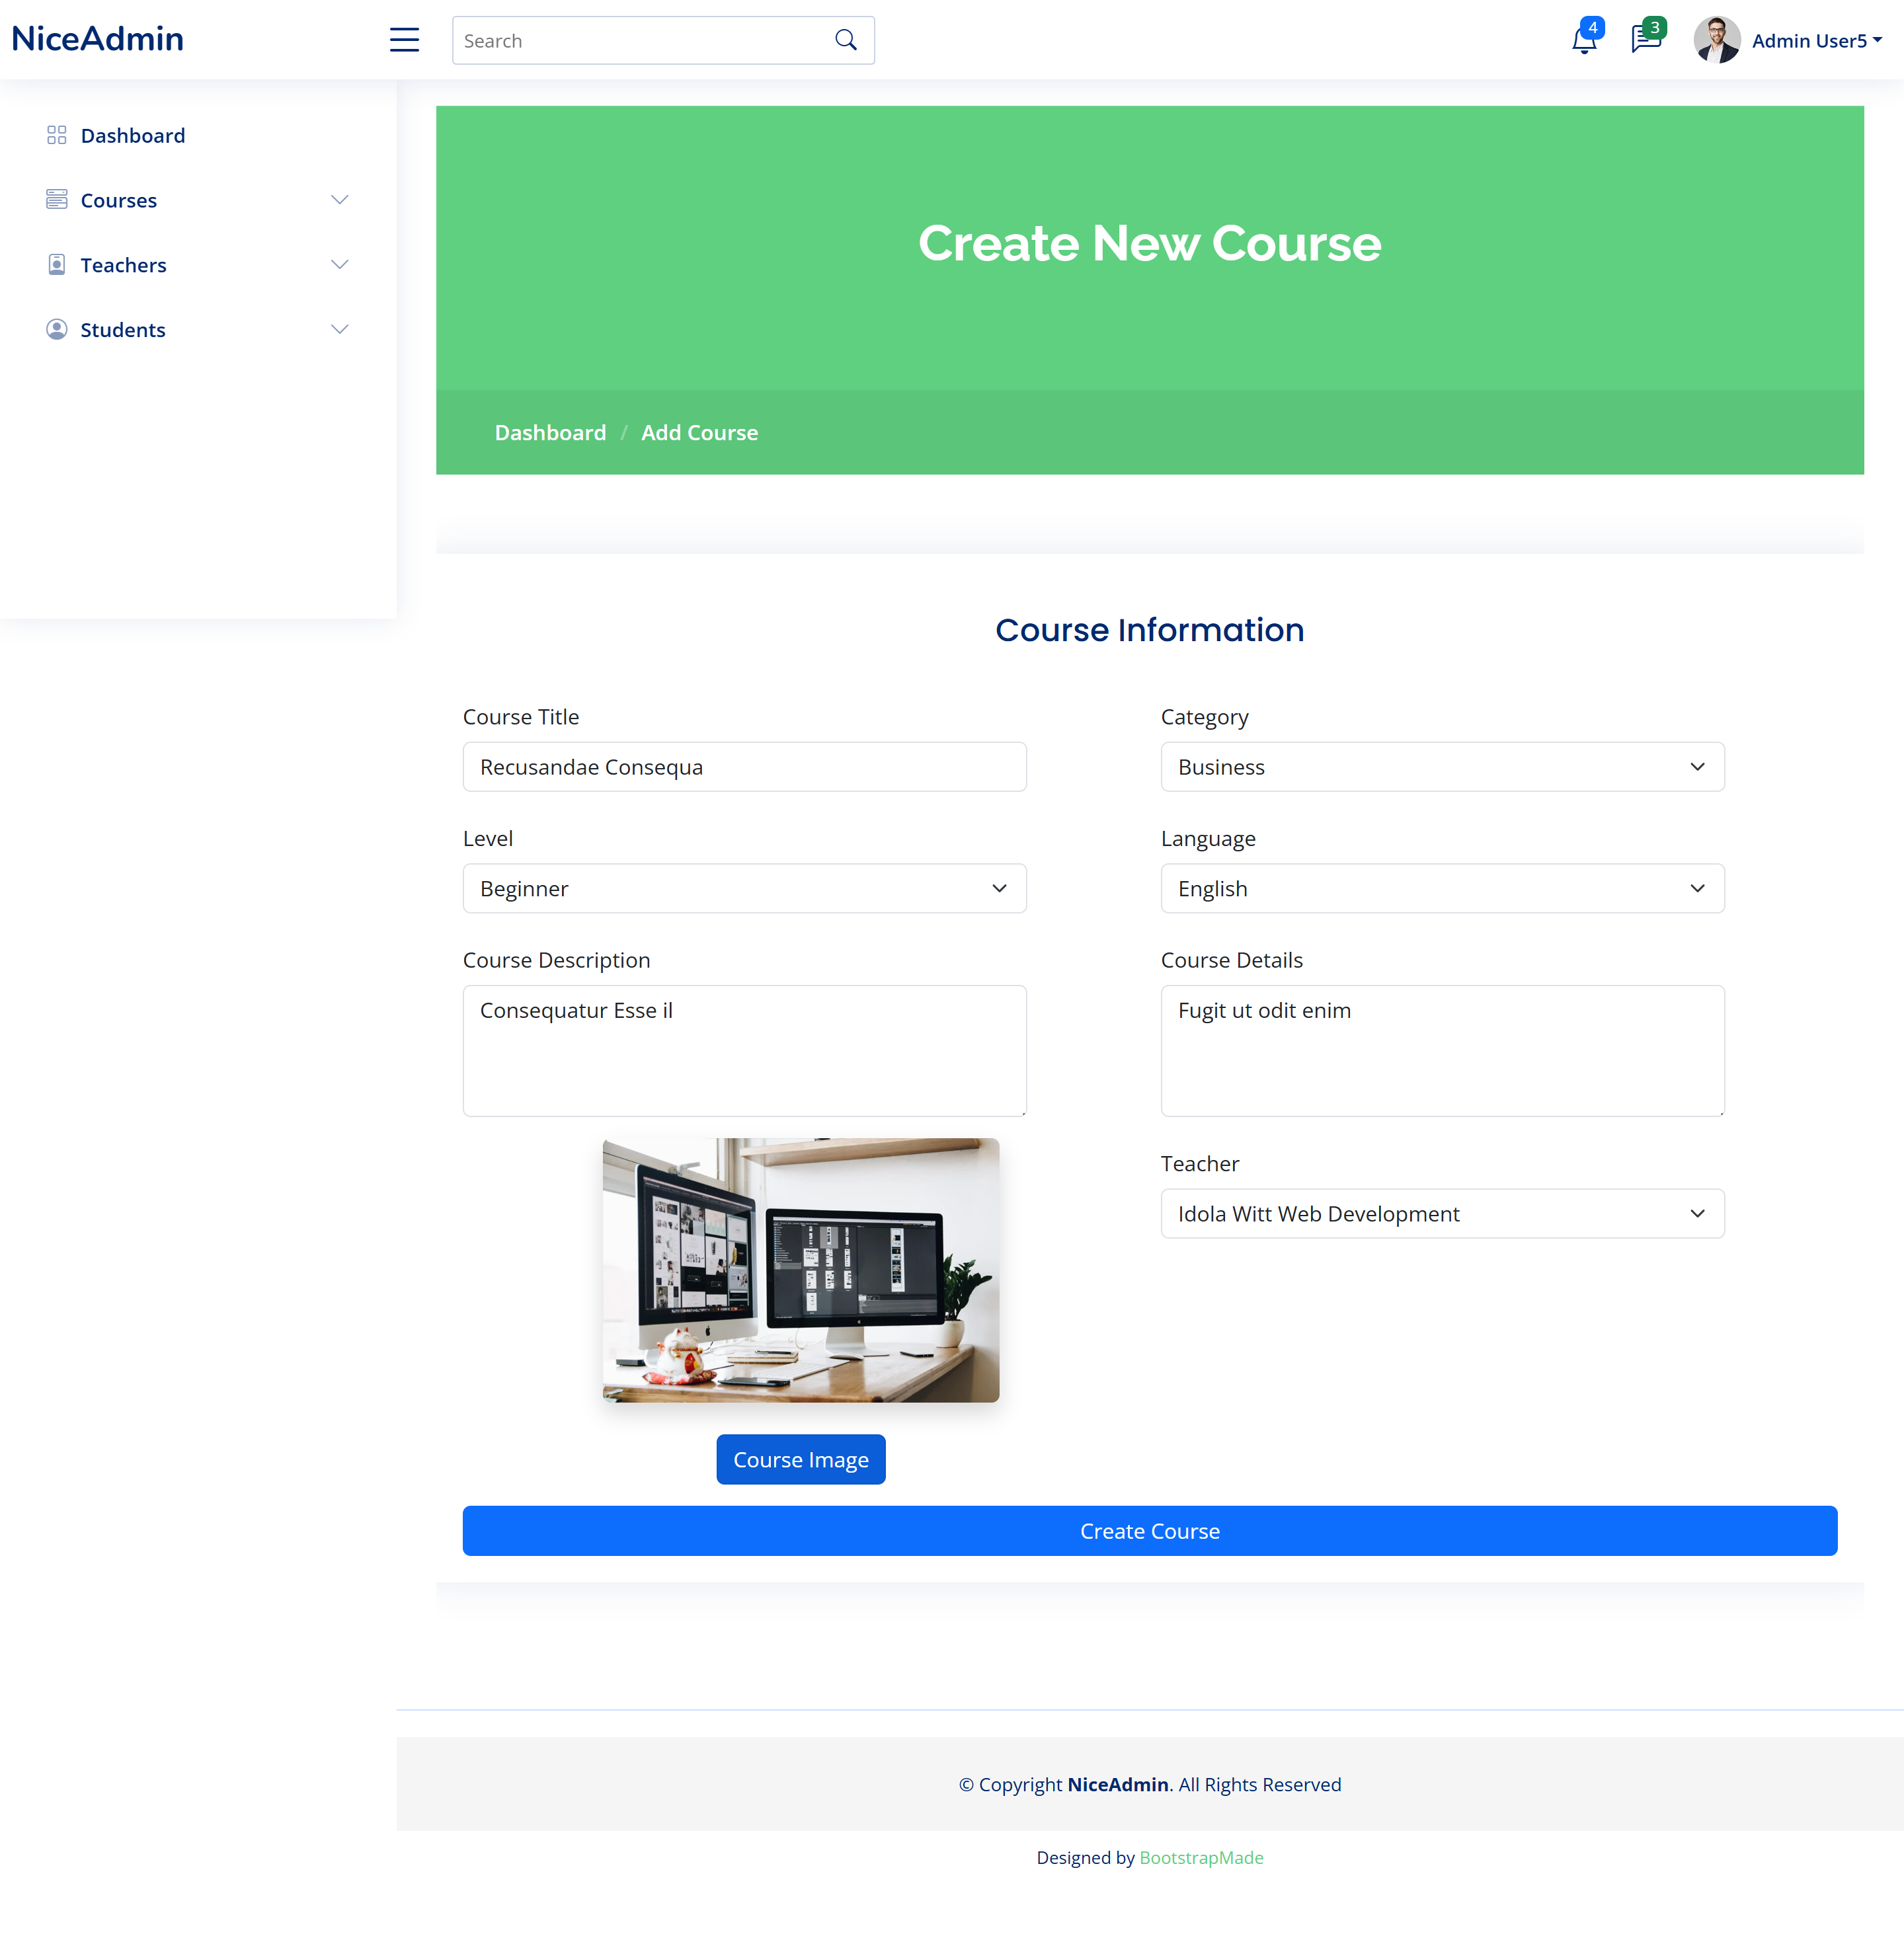 NiceAdmin
Search
4
3
Admin User5
Dashboard
Courses
Teachers
Students
Create New Course
Dashboard / Add Course
Course Information
Course Title
Category
Recusandae Consequa
Business
Level
Language
Beginner
English
Course Description
Course Details
Consequatur Esse il
Fugit ut odit enim
Teacher
Idola Witt Web Development
Course Image
Create Course
© Copyright NiceAdmin. All Rights Reserved
Designed by BootstrapMade